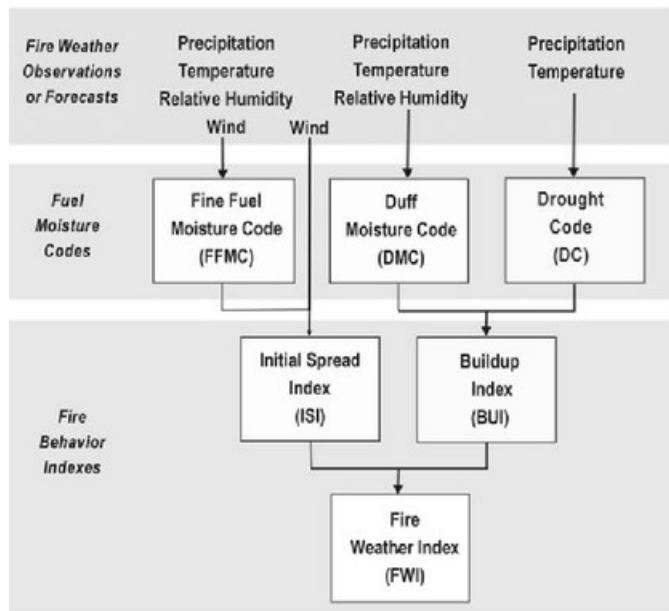 Fire Weather
Observations
or Forecasts
Precipitation
Temperature
Relative Humidity
Wind
Wind
Precipitation
Temperature
Relative Humidity
Precipitation
Temperature
Fuel
Moisture
Codes
Fine Fuel
Moisture Code
(FFMC)
Duff
Moisture Code
(DMC)
Drought
Code
(DC)
Fire
Behavior
Indexes
Initial Spread
Index
(ISI)
Buildup
Index
(BUI)
Fire
Weather Index
(FWI)